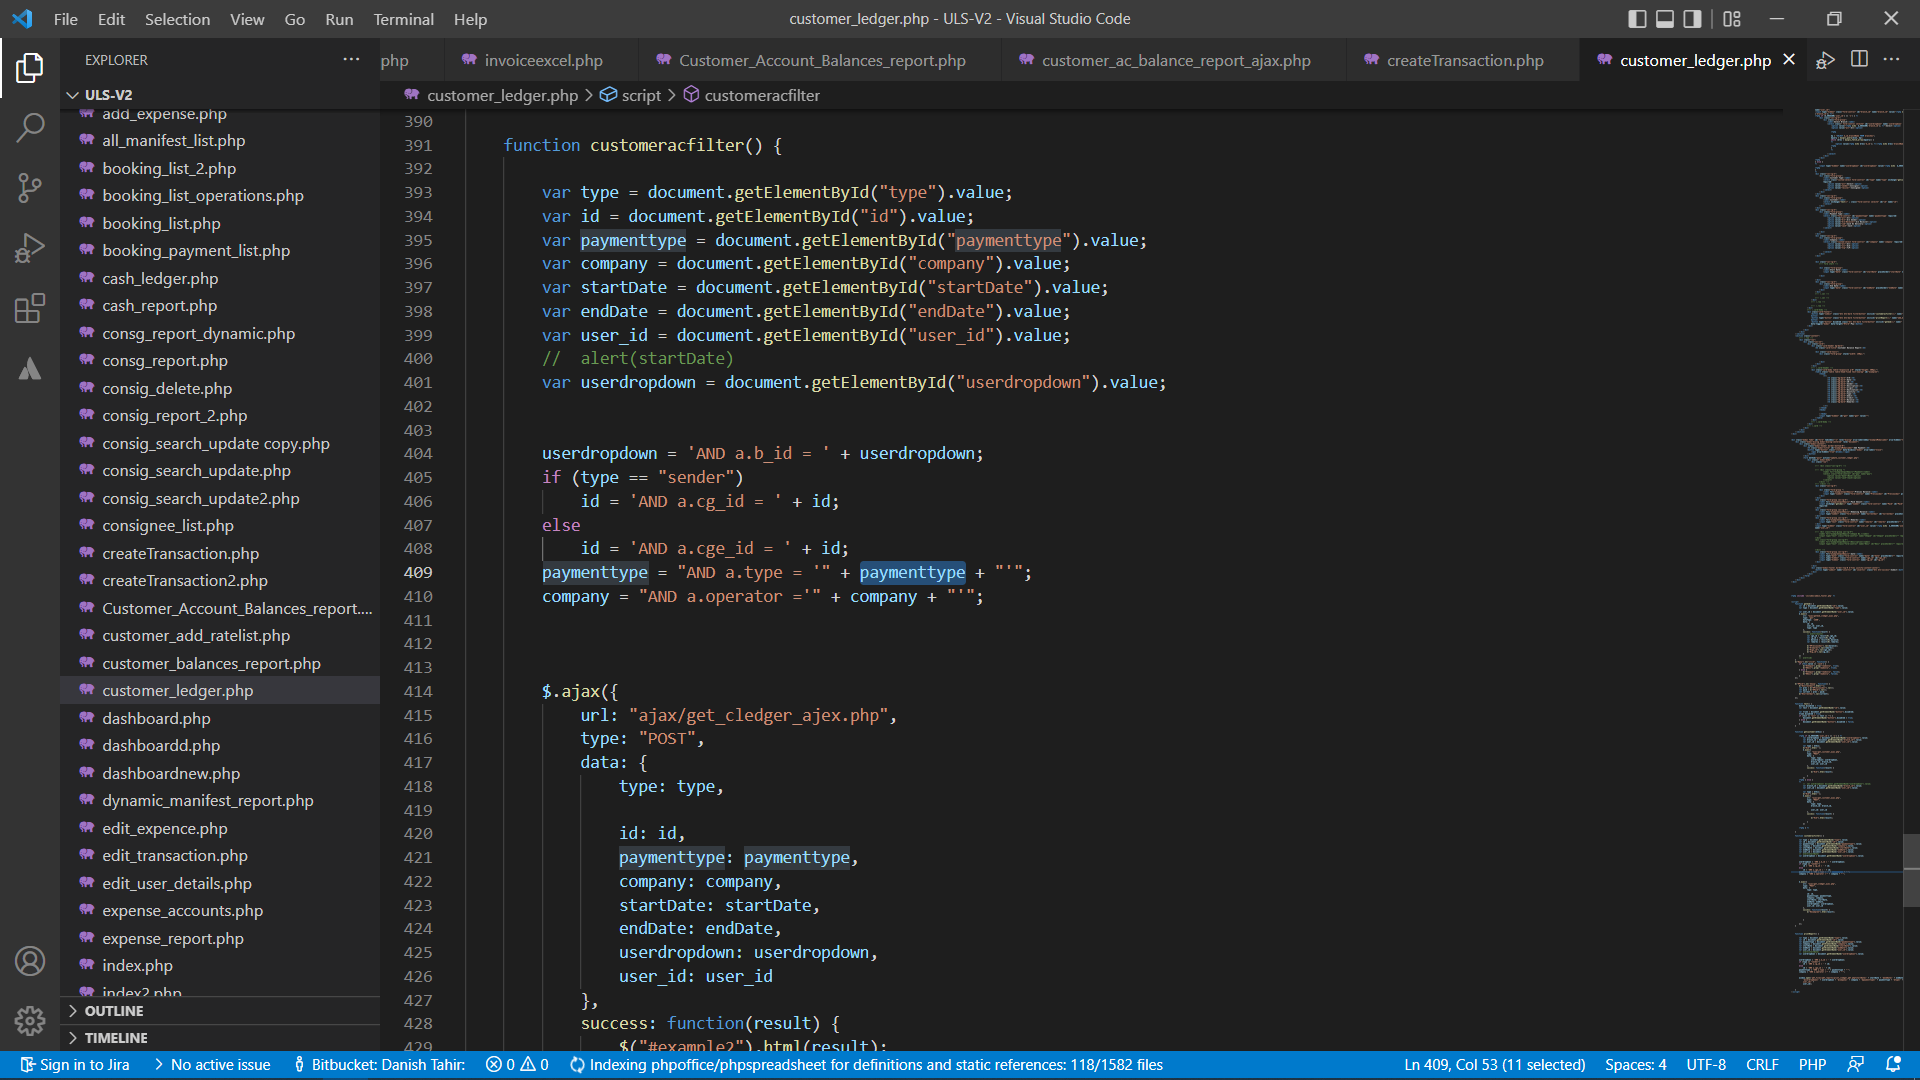 File Edit Selection View Go Run Terminal Help
customer_ledger.php - ULS-V2 - Visual Studio Code
EXPLORER
php
invoiceexcel.php
Customer_Account_Balances_report.php
customer_ac_balance_report_ajax.php
createTransaction.php
customer_ledger.php
ULS-V2
customer_ledger.php > script > customeracfilter
add_expense.php
all_manifest_list.php
booking_list_2.php
booking_list_operations.php
booking_list.php
booking_payment_list.php
cash_ledger.php
cash_report.php
consg_report_dynamic.php
consg_report.php
consig_delete.php
consig_report_2.php
consig_search_update copy.php
consig_search_update.php
consig_search_update2.php
consignee_list.php
createTransaction.php
createTransaction2.php
Customer_Account_Balances_report....
customer_add_ratelist.php
customer_balances_report.php
customer_ledger.php
dashboard.php
dashboardd.php
dashboardnew.php
dynamic_manifest_report.php
edit_expence.php
edit_transaction.php
edit_user_details.php
expense_accounts.php
expense_report.php
index.php
index2.php
OUTLINE
TIMELINE
390
391 function customeracfilter() {
392
393 var type = document.getElementById("type").value;
394 var id = document.getElementById("id").value;
395 var paymenttype = document.getElementById("paymenttype").value;
396 var company = document.getElementById("company").value;
397 var startDate = document.getElementById("startDate").value;
398 var endDate = document.getElementById("endDate").value;
399 var user_id = document.getElementById("user_id").value;
400 //  alert(startDate)
401 var userdropdown = document.getElementById("userdropdown").value;
402
403
404 userdropdown = 'AND a.b_id = ' + userdropdown;
405 if (type == "sender")
406 id = 'AND a.cg_id = ' + id;
407 else
408 id = 'AND a.cge_id = ' + id;
409 paymenttype = "AND a.type = '" + paymenttype + "'";
410 company = "AND a.operator ='" + company + "'";
411
412
413
414 $.ajax({
415 url: "ajax/get_cledger_ajex.php",
416 type: "POST",
417 data: {
418 type: type,
419
420 id: id,
421 paymenttype: paymenttype,
422 company: company,
423 startDate: startDate,
424 endDate: endDate,
425 userdropdown: userdropdown,
426 user_id: user_id
427 },
428 success: function(result) {
429 $("#example2").html(result);
Sign in to Jira
No active issue
Bitbucket: Danish Tahir:
0 0
Indexing phpoffice/phpspreadsheet for definitions and static references: 118/1582 files
Ln 409, Col 53 (11 selected)
Spaces: 4
UTF-8
CRLF
PHP